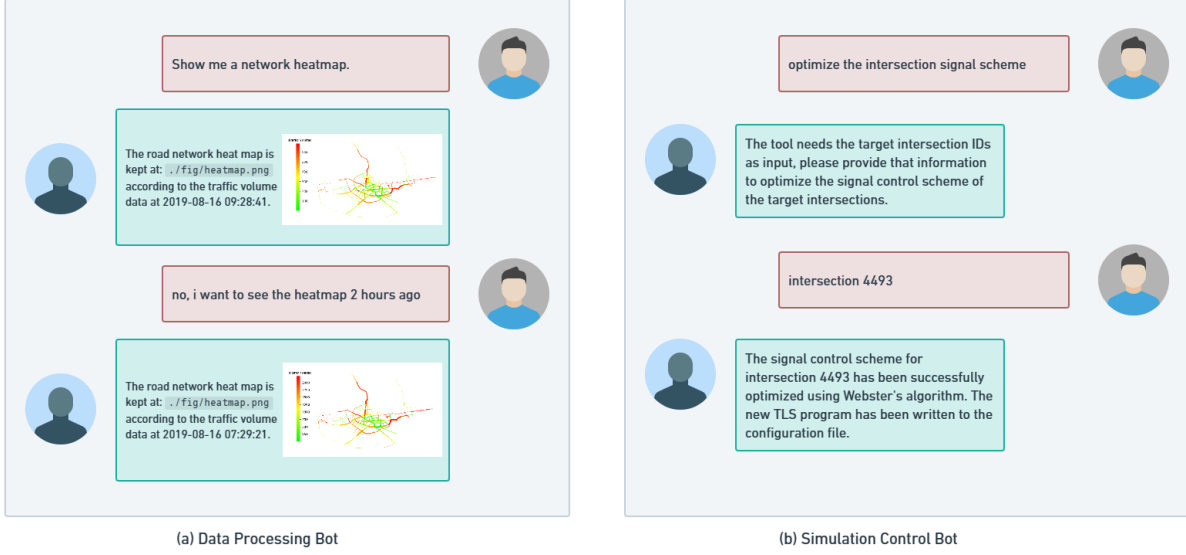 Show me a network heatmap.
The road network heat map is
kept at: ./fig/heatmap.png
according to the traffic volume
data at 2019-08-16 09:28:41.
no, i want to see the heatmap 2 hours ago
The road network heat map is
kept at: ./fig/heatmap.png
according to the traffic volume
data at 2019-08-16 07:29:21.
(a) Data Processing Bot
optimize the intersection signal scheme
The tool needs the target intersection IDs
as input, please provide that information
to optimize the signal control scheme of
the target intersections.
intersection 4493
The signal control scheme for
intersection 4493 has been successfully
optimized using Webster's algorithm. The
new TLS program has been written to the
configuration file.
(b) Simulation Control Bot